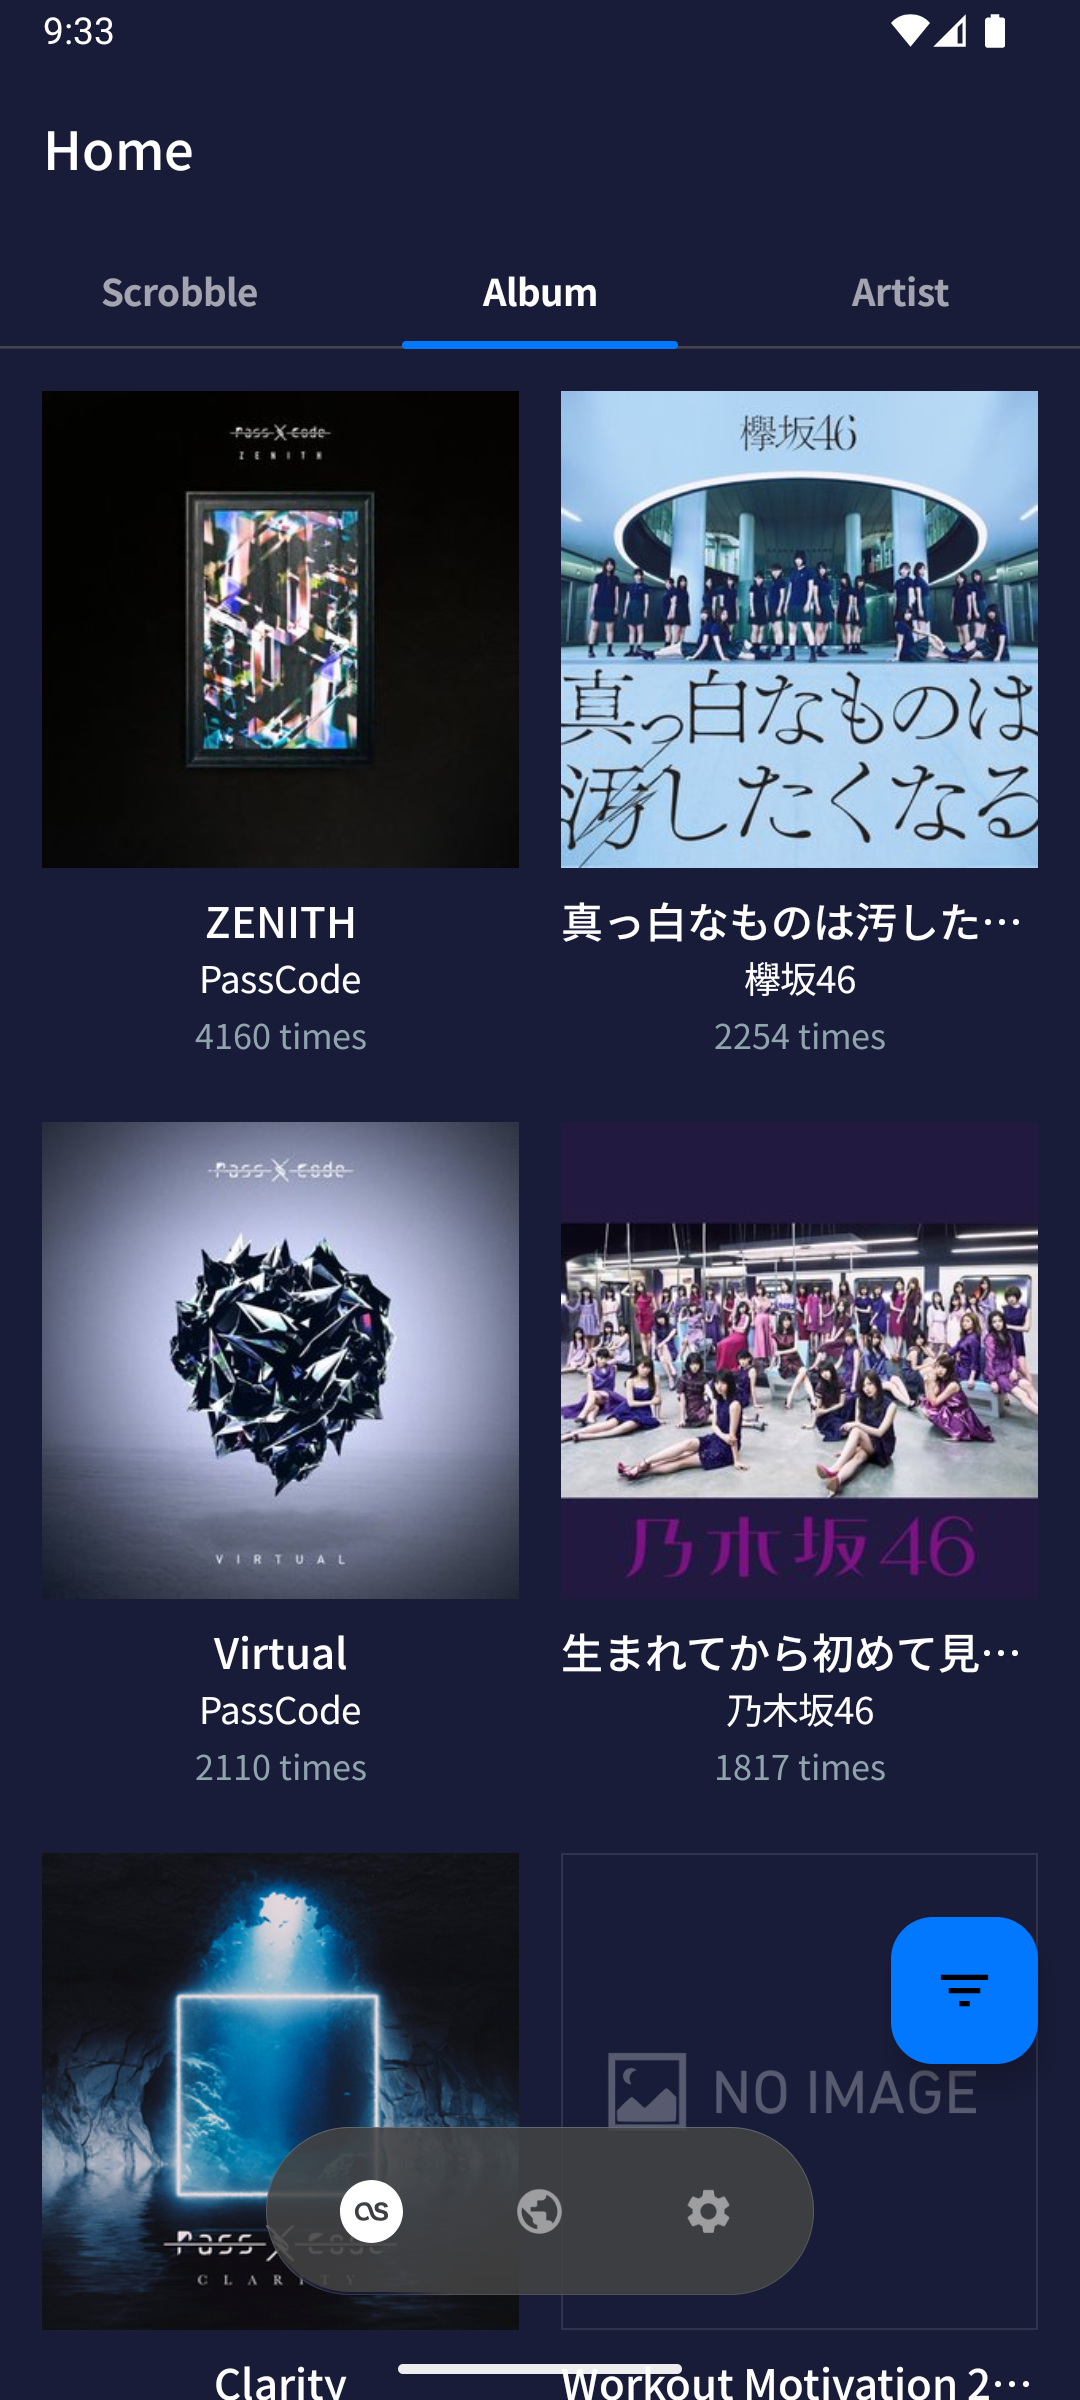 9:33
Home
Scrobble
Album
Artist
Pass Code
ZENITH
欅坂46
真っ白なものは
汚したくなる
ZENITH
真っ白なものは汚した…
PassCode
欅坂46
4160 times
2254 times
Pass Code
VIRTUAL
乃木坂46
Virtual
生まれてから初めて見…
PassCode
乃木坂46
2110 times
1817 times
NO IMAGE
as
Pass Code
CLARITY
Clarity
Workout Motivation 2…